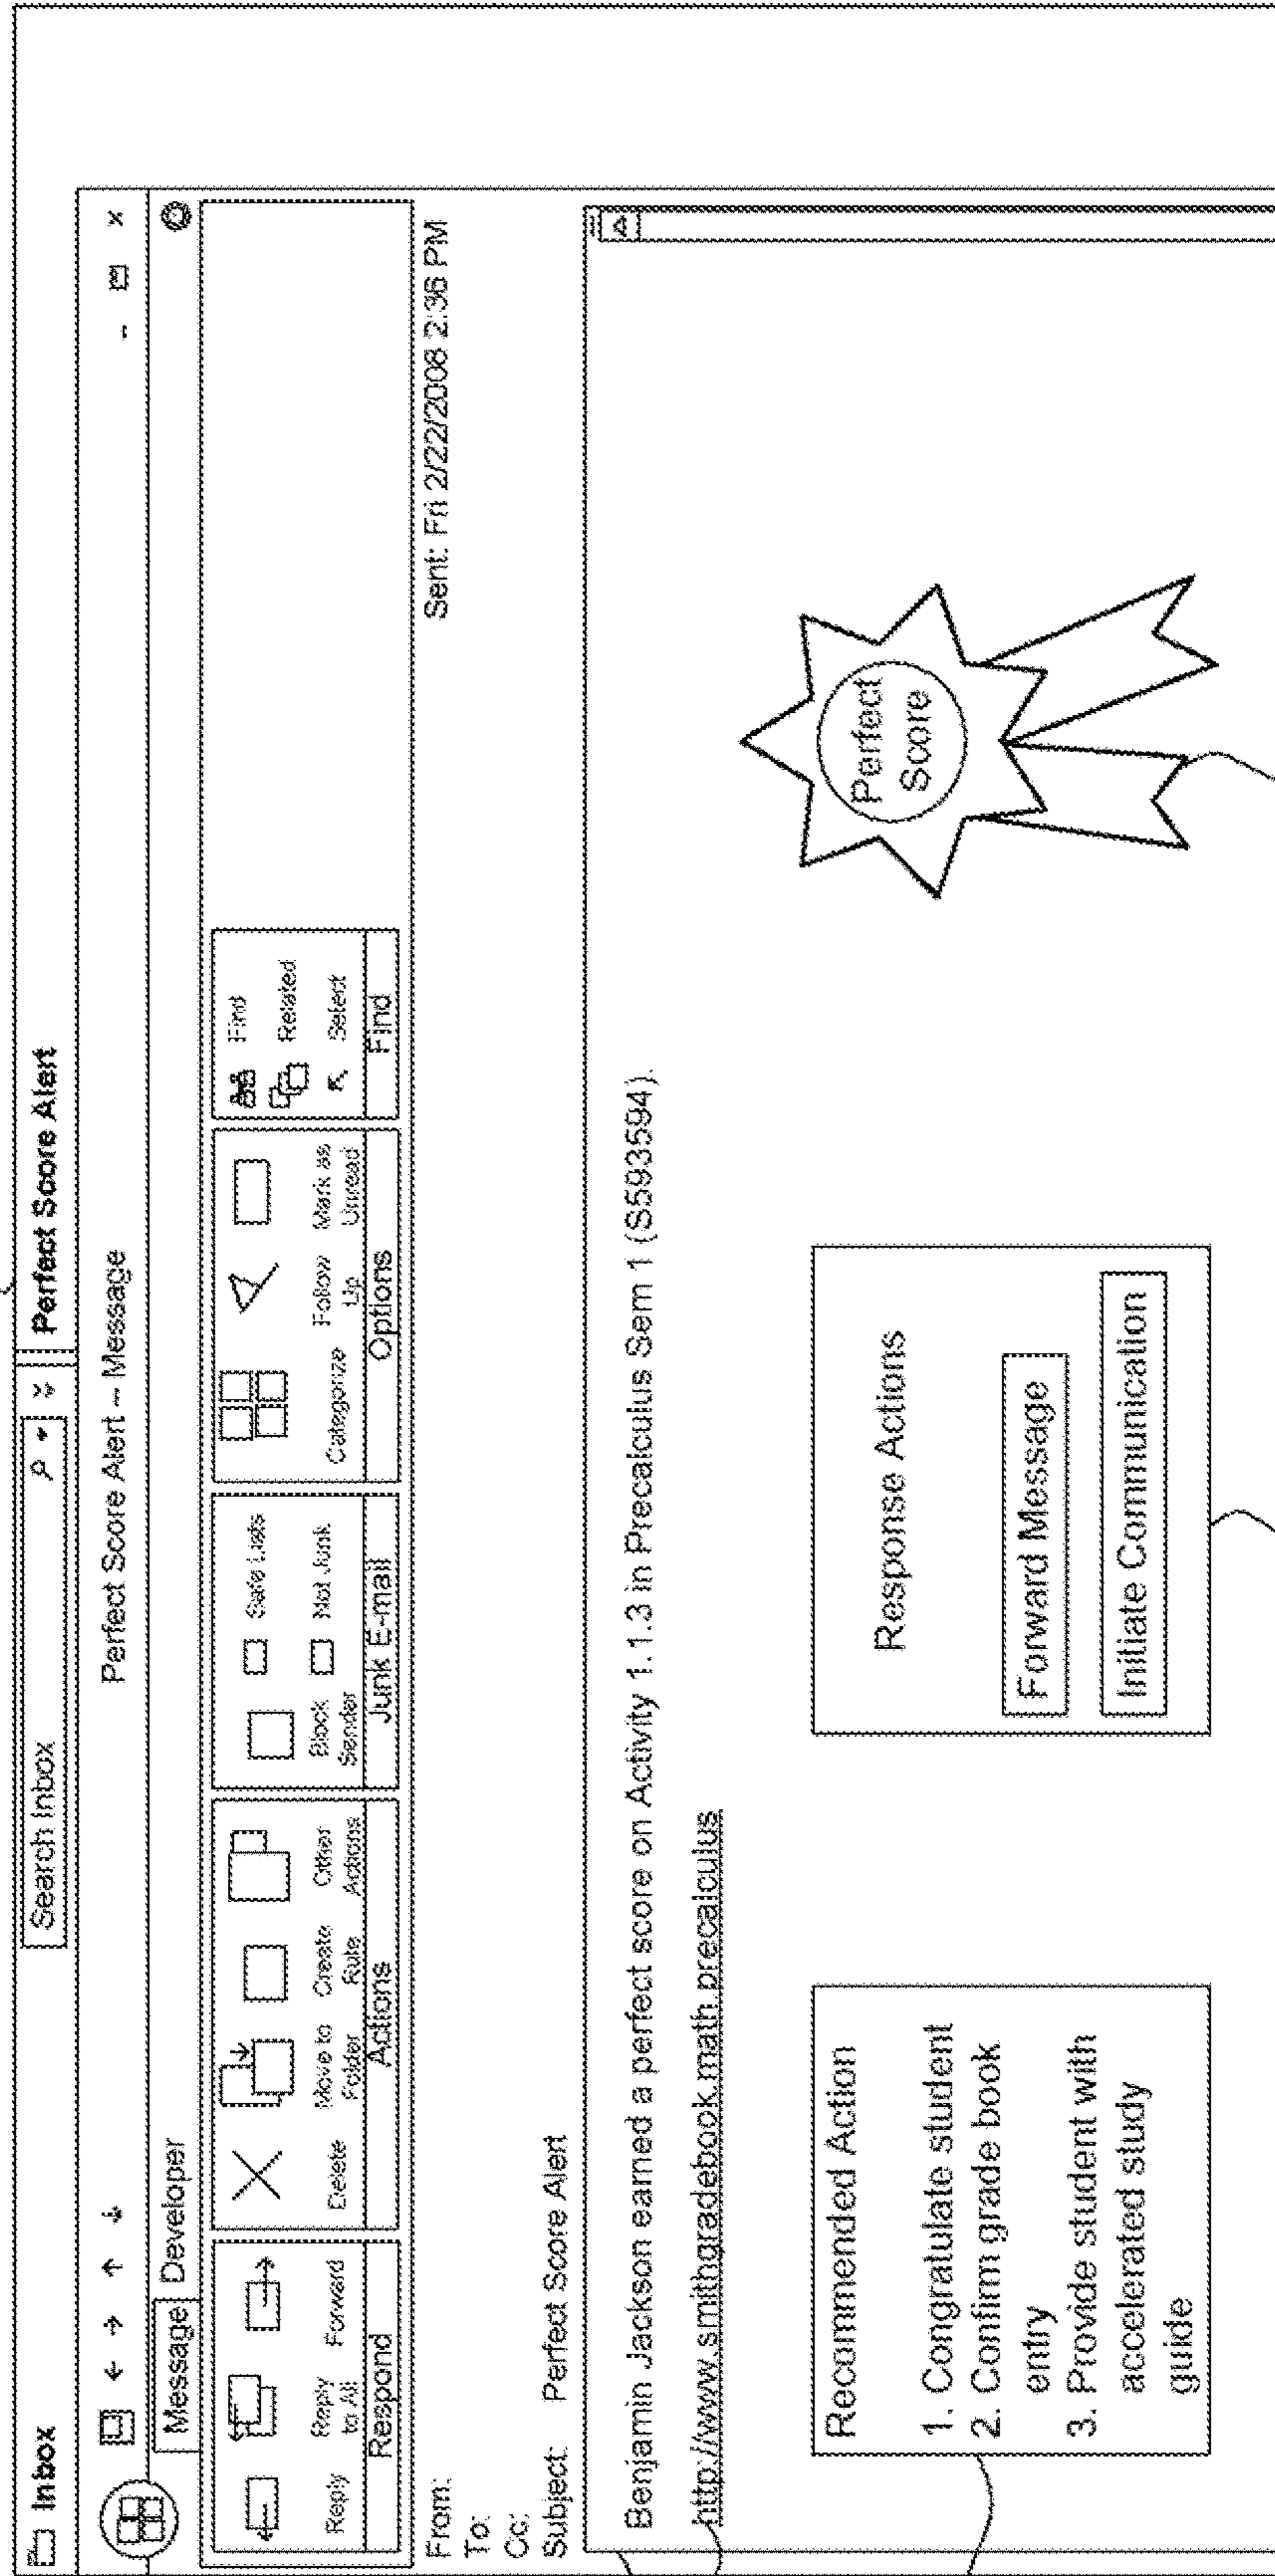 Inbox
Search Inbox
Perfect Score Alert
Perfect Score Alert – Message
Message Developer
Reply
Reply to All
Forward
Respond
Delete
Move to Folder
Create Rule
Other Actions
Actions
Block Sender
Safe Lists
Not Junk
Junk E-mail
Categorize
Follow Up
Mark as Unread
Options
Find
Related
Select
Find
From:
Sent: Fri 2/22/2008 2:36 PM
To:
Cc:
Subject: Perfect Score Alert
Benjamin Jackson earned a perfect score on Activity 1.1.3 in Precalculus Sem 1 (S593594).
http://www.smithgradebook.math.precalculus
Recommended Action
1. Congratulate student
2. Confirm grade book
entry
3. Provide student with
accelerated study
guide
Response Actions
Forward Message
Initiate Communication
Perfect
Score